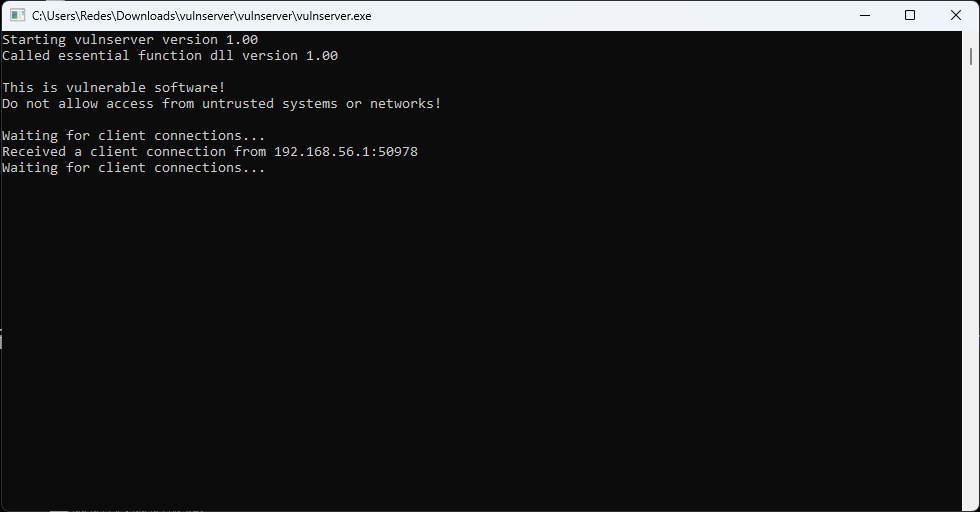 C:\Users\Redes\Downloads\vulnserver\vulnserver\vulnserver.exe
Starting vulnserver version 1.00
Called essential function dll version 1.00
This is vulnerable software!
Do not allow access from untrusted systems or networks!
Waiting for client connections...
Received a client connection from 192.168.56.1:50978
Waiting for client connections...